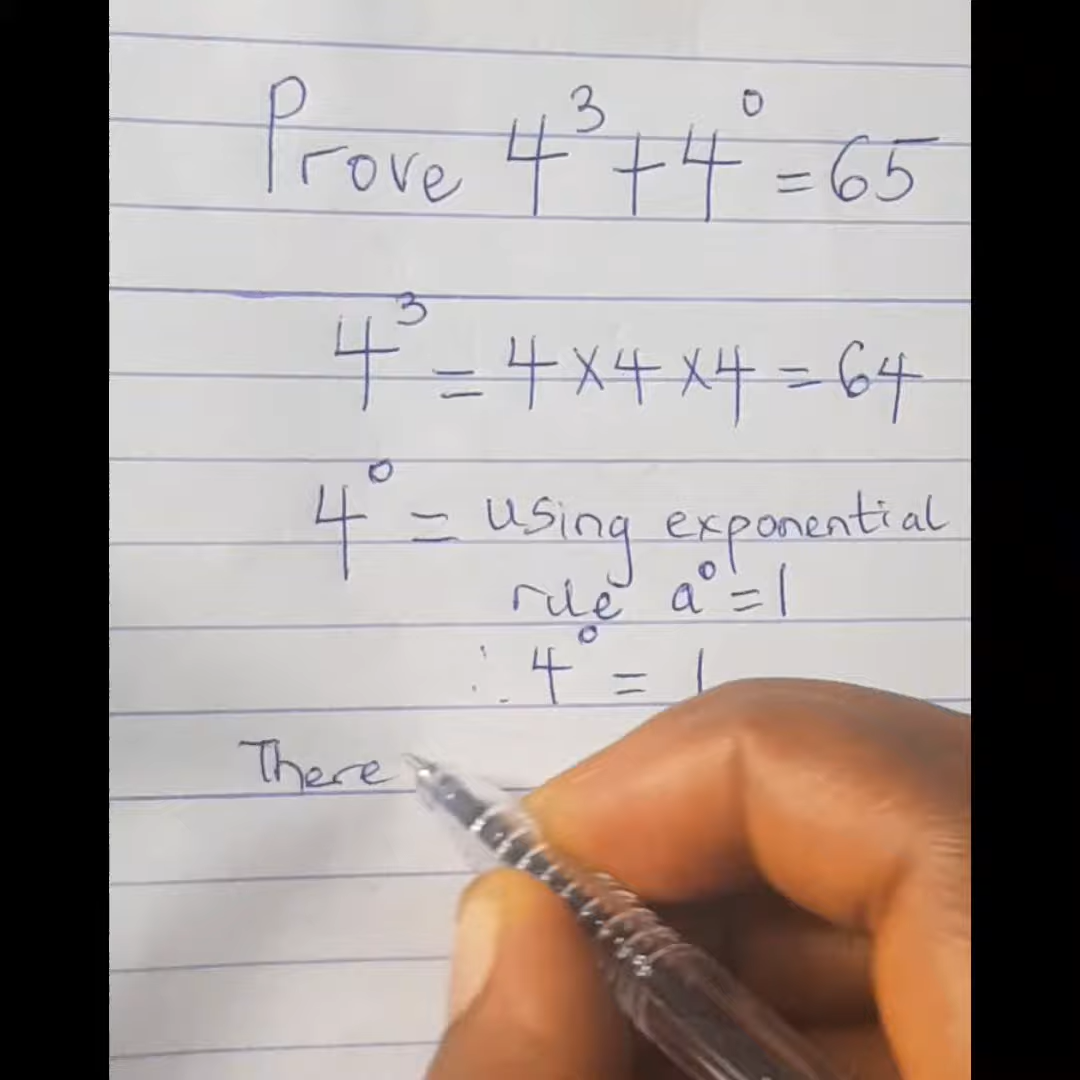 Prove 4³ + 4⁰ = 65
4³ = 4 × 4 × 4 = 64
4⁰ = using exponential
rule a⁰ = 1
∴ 4⁰ = 1
There